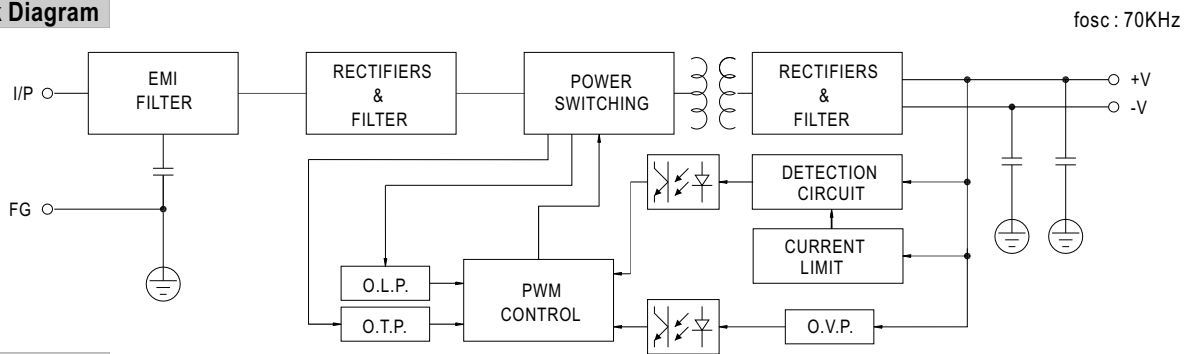 Diagram
fosc : 70KHz
I/P
EMI
FILTER
RECTIFIERS
&
FILTER
POWER
SWITCHING
RECTIFIERS
&
FILTER
+V
-V
DETECTION
CIRCUIT
FG
CURRENT
LIMIT
O.L.P.
PWM
CONTROL
O.T.P.
O.V.P.